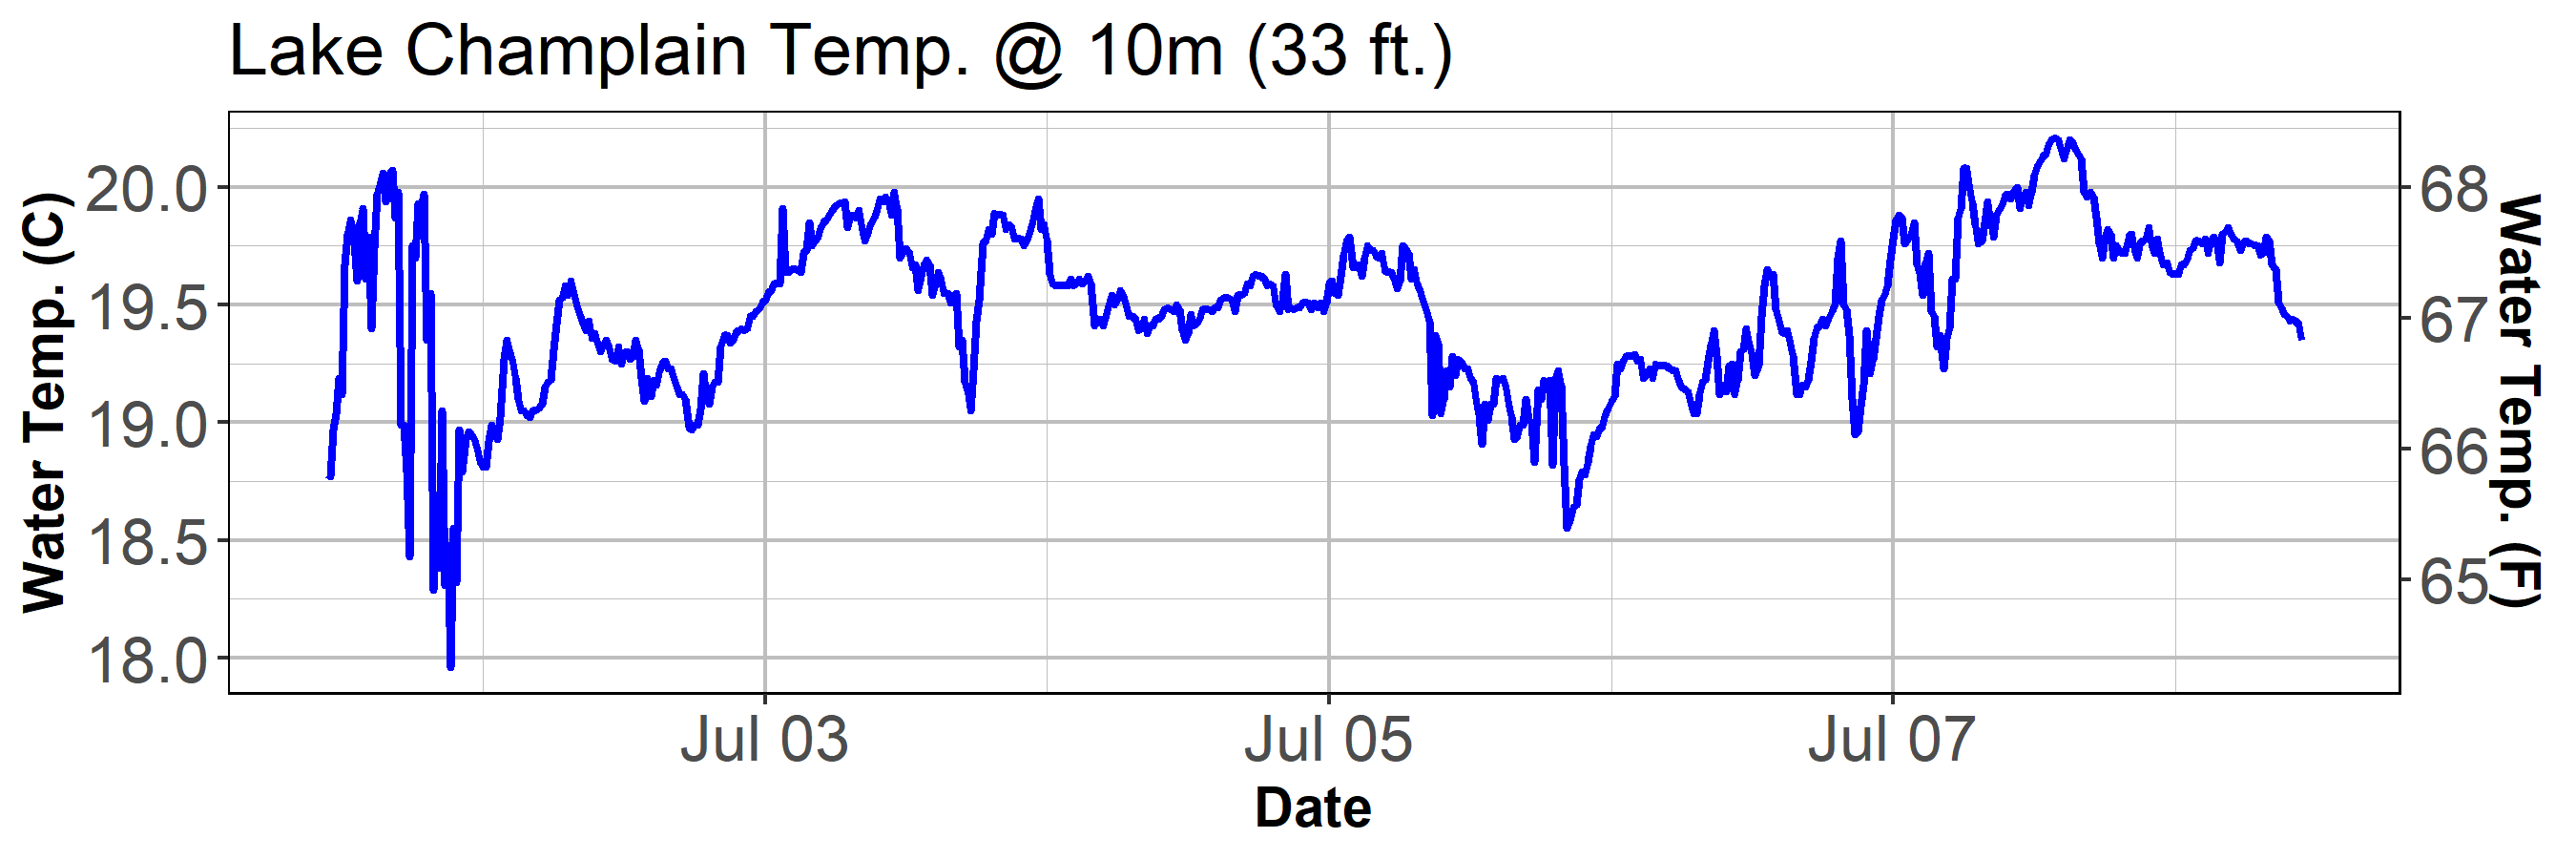 Lake Champlain Temp. @ 10m (33 ft.)
Water Temp. (C)
20.0
19.5
19.0
18.5
18.0
68
67
66
65
Water Temp. (F)
Jul 03
Jul 05
Jul 07
Date